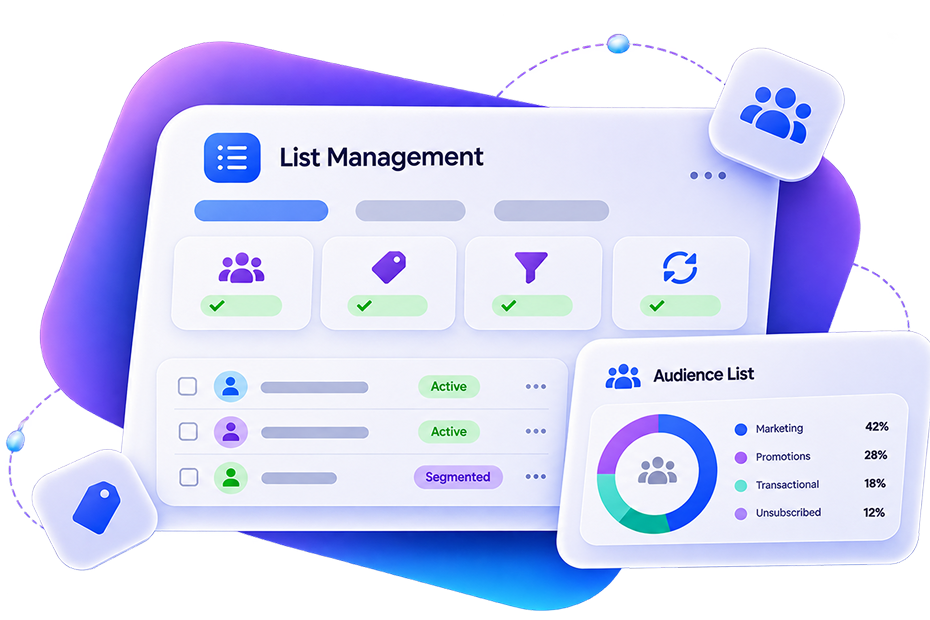 List Management
Active
Active
Segmented
Audience List
Marketing 42%
Promotions 28%
Transactional 18%
Unsubscribed 12%